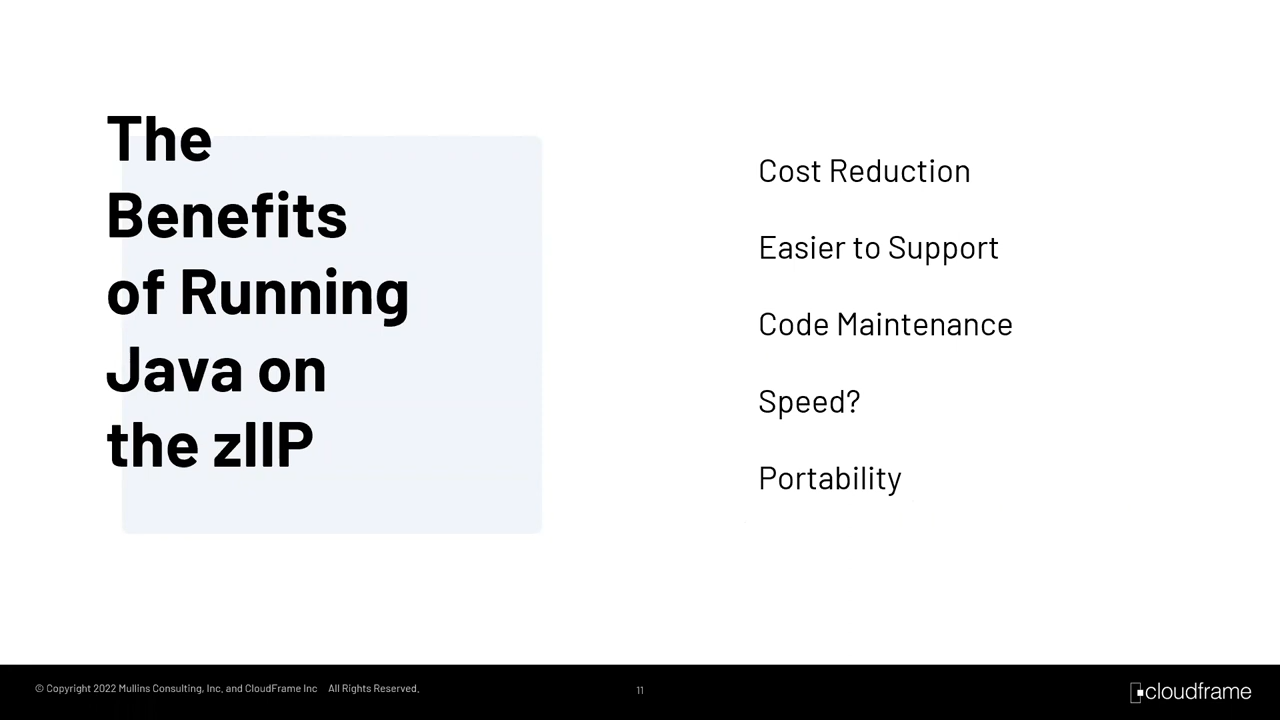 The
Benefits
of Running
Java on
the zIIP
Cost Reduction
Easier to Support
Code Maintenance
Speed?
Portability
© Copyright 2022 Mullins Consulting, Inc. and CloudFrame Inc All Rights Reserved.
11
cloudframe